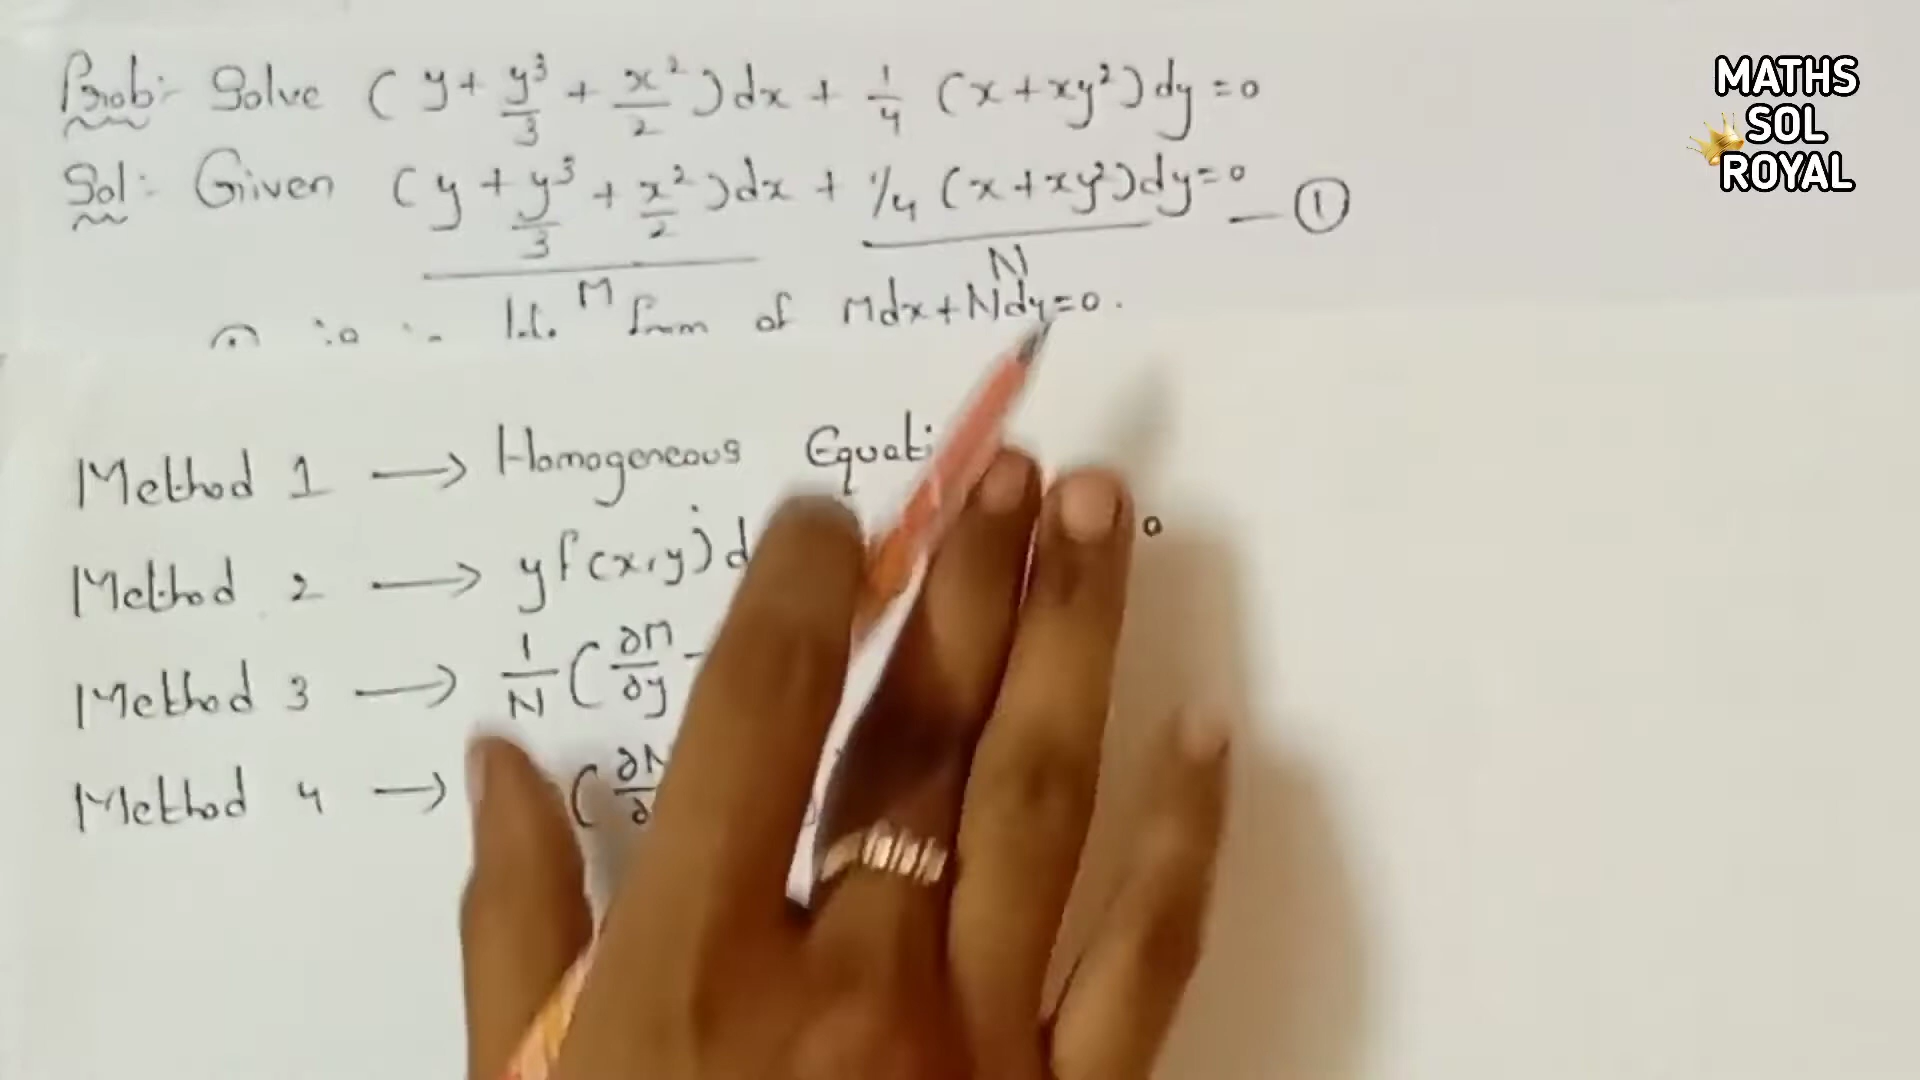 Prob:- Solve (y + y³/3 + x²/2)dx + 1/4 (x + xy²)dy = 0
Sol:- Given (y + y³/3 + x²/2)dx + 1/4 (x + xy²)dy = 0 — ①
M N
form of Mdx + Ndy = 0.
Method 1 → Homogeneous Equati
Method 2 → yf(x,y)d 0
Method 3 → 1/N (∂M/∂y -
Method 4 → (
MATHS
SOL
ROYAL